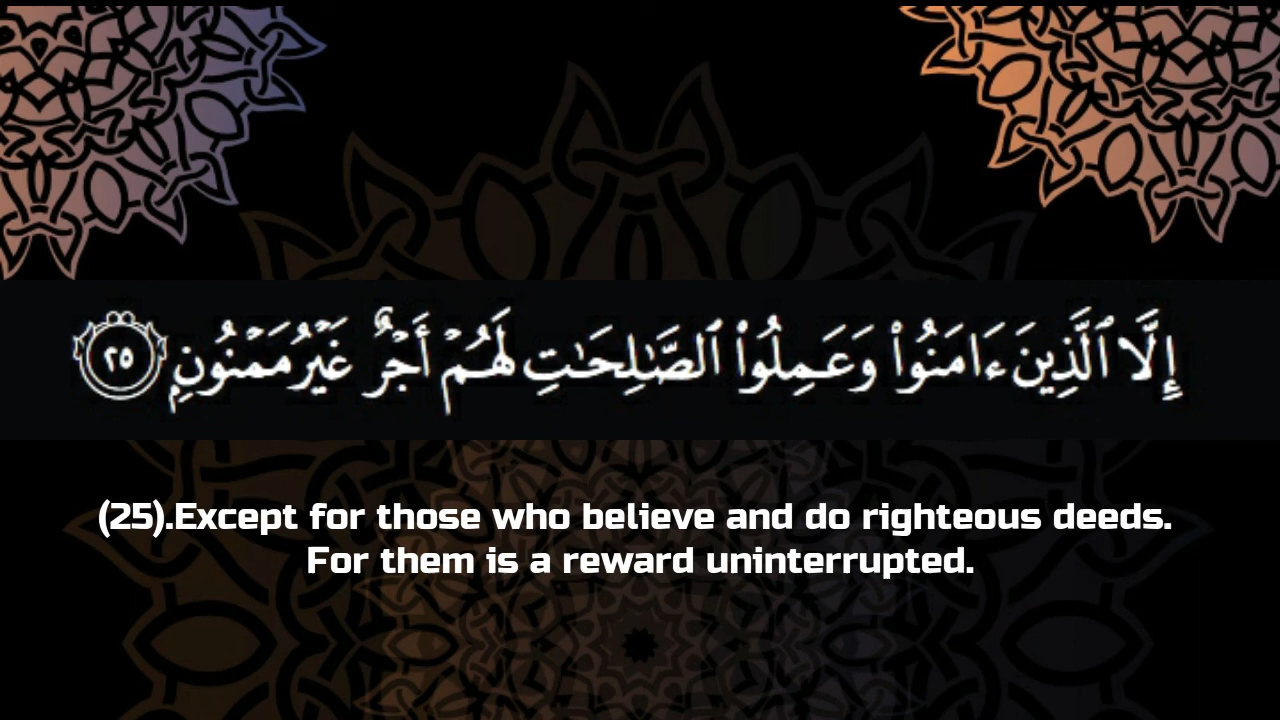 إِلَّا ٱلَّذِينَ ءَامَنُوا۟ وَعَمِلُوا۟ ٱلصَّـٰلِحَـٰتِ لَهُمْ أَجْرٌ غَيْرُ مَمْنُونٍۭ ٢٥
(25).Except for those who believe and do righteous deeds.
For them is a reward uninterrupted.